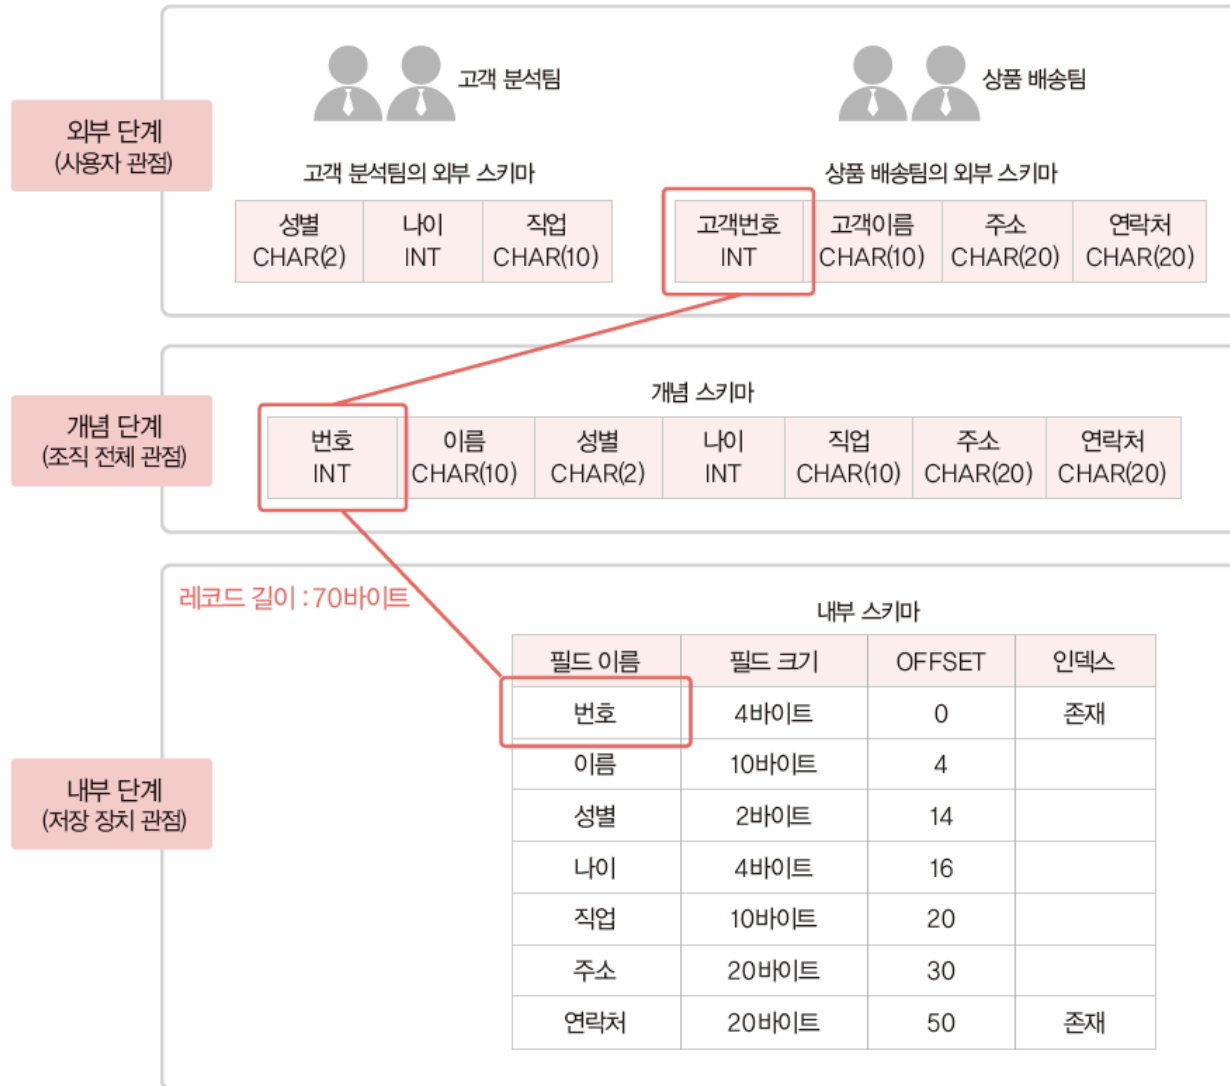 고객 분석팀
상품 배송팀
외부 단계
(사용자 관점)
고객 분석팀의 외부 스키마
상품 배송팀의 외부 스키마
성별 나이 직업
CHAR(2) INT CHAR(10)
고객번호 고객이름 주소 연락처
INT CHAR(10) CHAR(20) CHAR(20)
개념 단계
(조직 전체 관점)
개념 스키마
번호 이름 성별 나이 직업 주소 연락처
INT CHAR(10) CHAR(2) INT CHAR(10) CHAR(20) CHAR(20)
내부 단계
(저장 장치 관점)
레코드 길이 : 70바이트
내부 스키마
필드 이름 필드 크기 OFFSET 인덱스
번호 4바이트 0 존재
이름 10바이트 4
성별 2바이트 14
나이 4바이트 16
직업 10바이트 20
주소 20바이트 30
연락처 20바이트 50 존재